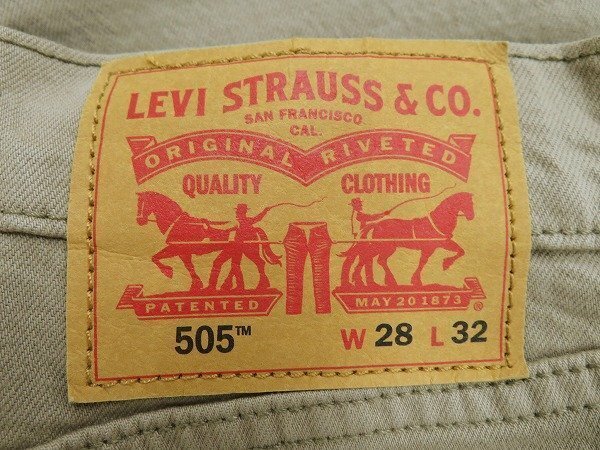 LEVI STRAUSS & CO.
SAN FRANCISCO
CAL.
ORIGINAL RIVETED
QUALITY CLOTHING
PATENTED MAY 20 1873 ®
505™ W 28 L 32